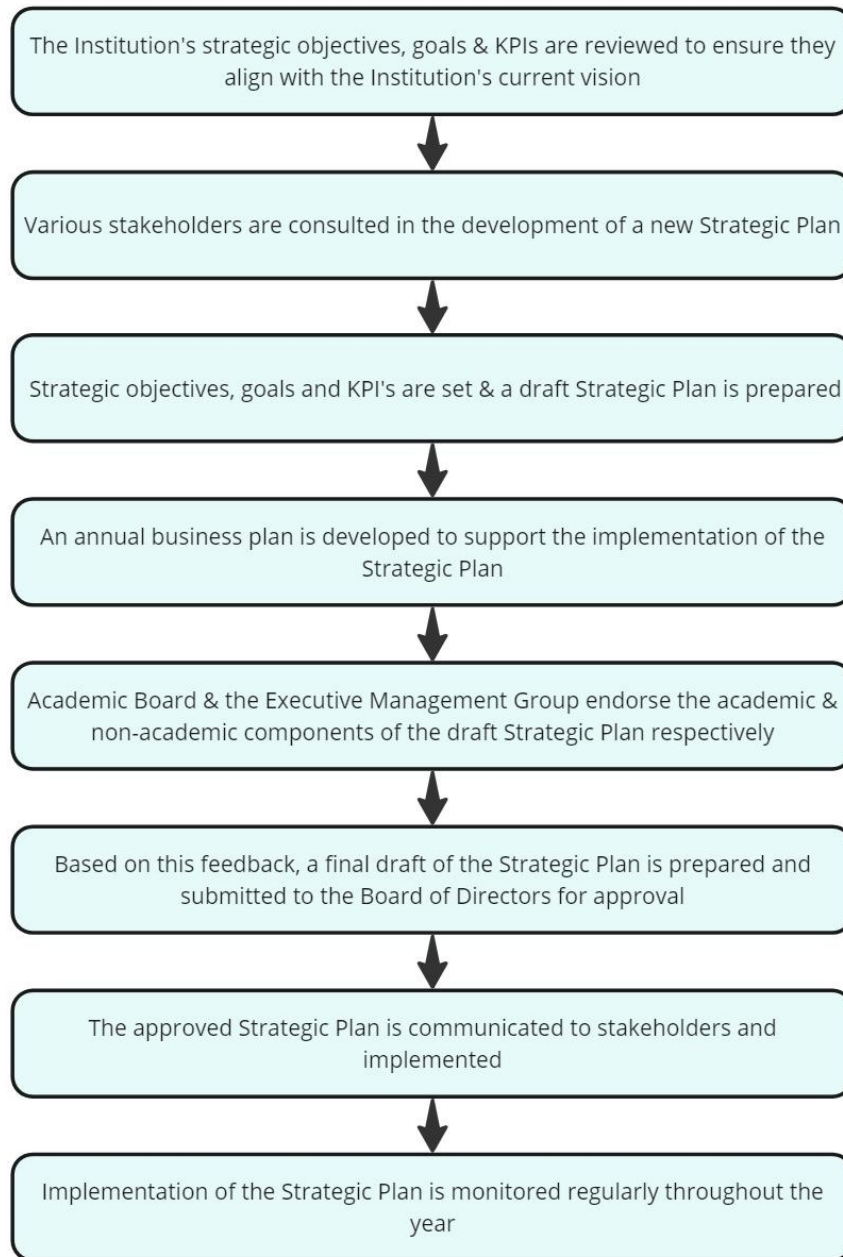 The Institution's strategic objectives, goals & KPIs are reviewed to ensure they
align with the Institution's current vision
Various stakeholders are consulted in the development of a new Strategic Plan
Strategic objectives, goals and KPI's are set & a draft Strategic Plan is prepared
An annual business plan is developed to support the implementation of the
Strategic Plan
Academic Board & the Executive Management Group endorse the academic &
non-academic components of the draft Strategic Plan respectively
Based on this feedback, a final draft of the Strategic Plan is prepared and
submitted to the Board of Directors for approval
The approved Strategic Plan is communicated to stakeholders and
implemented
Implementation of the Strategic Plan is monitored regularly throughout the
year